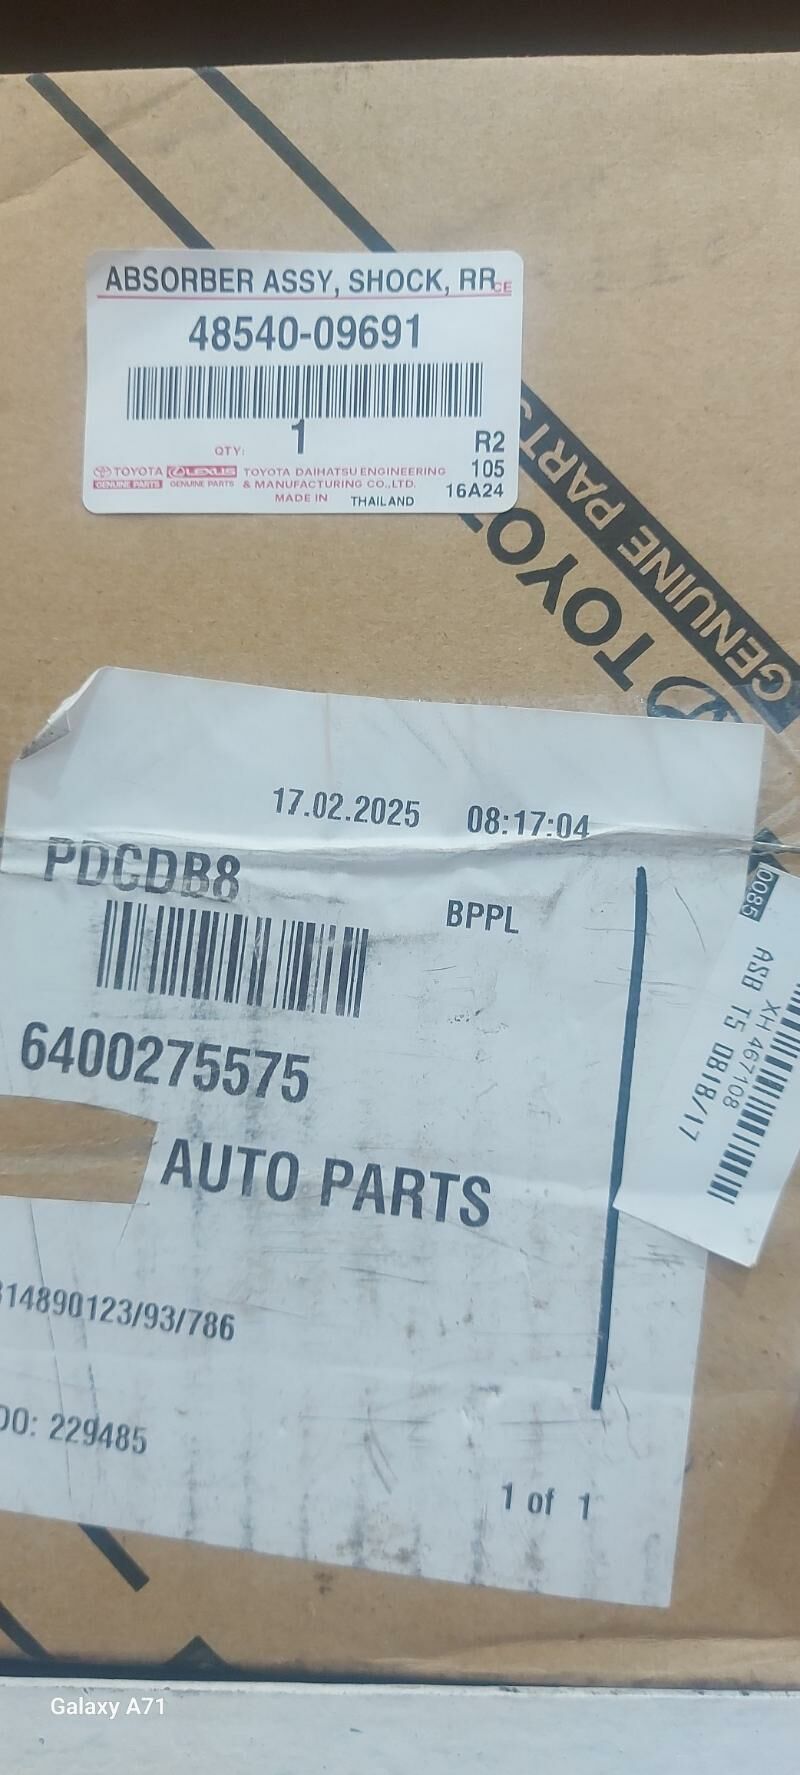 ABSORBER ASSY, SHOCK, RR
CE
48540-09691
QTY: 1
R2
TOYOTA GENUINE PARTS
LEXUS GENUINE PARTS
TOYOTA DAIHATSU ENGINEERING
& MANUFACTURING CO.,LTD.
105
MADE IN THAILAND
16A24
GENUINE PARTS
TOYOTA
TOYO
17.02.2025 08:17:04
PDCDB8
BPPL
0085
ASB T5 0818/17
XH 467108
6400275575
AUTO PARTS
314890123/93/786
DO: 229485
1 of 1
Galaxy A71